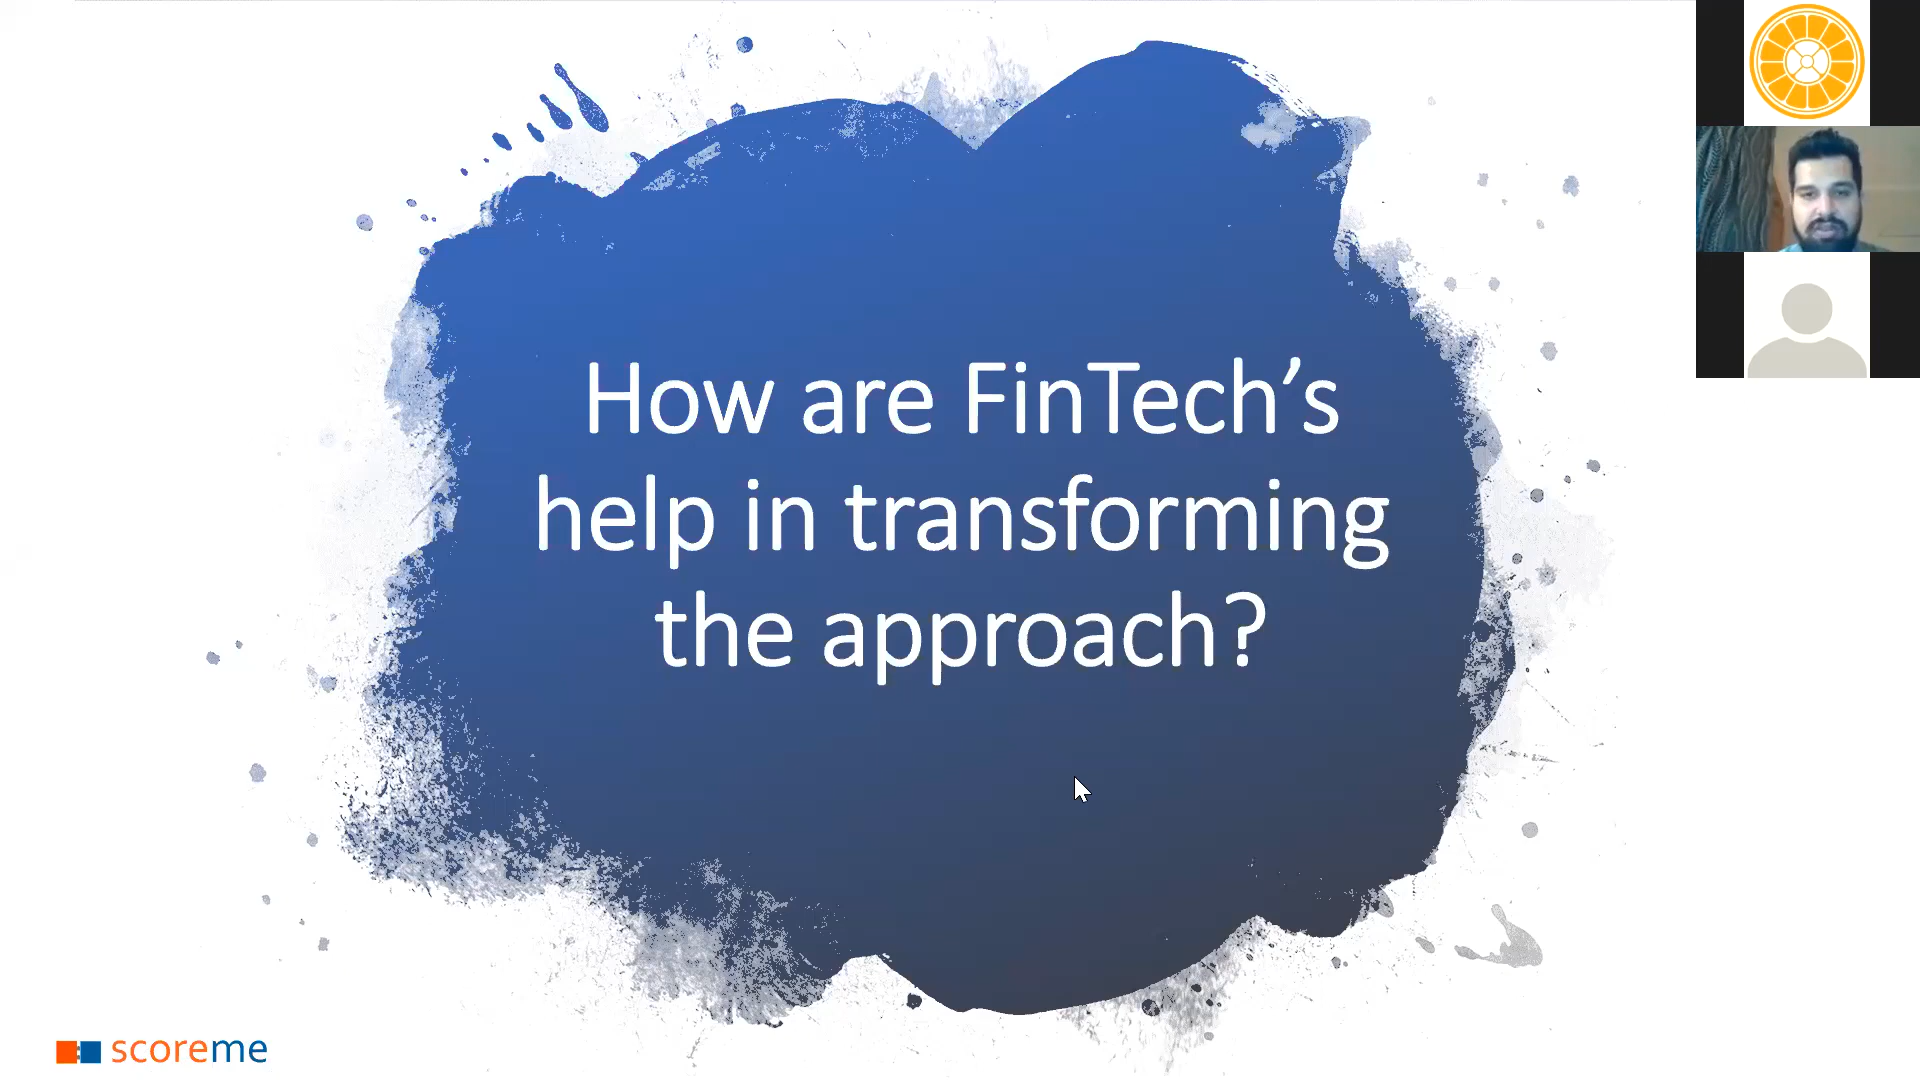 How are FinTech’s
help in transforming
the approach?
scoreme